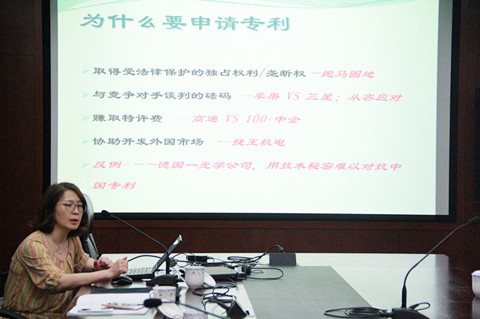 为什么要申请专利
取得受法律保护的独占权利/垄断权 —跑马圈地
与竞争对手谈判的砝码 —苹果 VS 三星；从容应对
赚取特许费 —高通 VS 100+中企
协助开发外国市场 —捷玉机电
反例- - - —德国一光学公司，用技术秘密难以对抗中
国专利